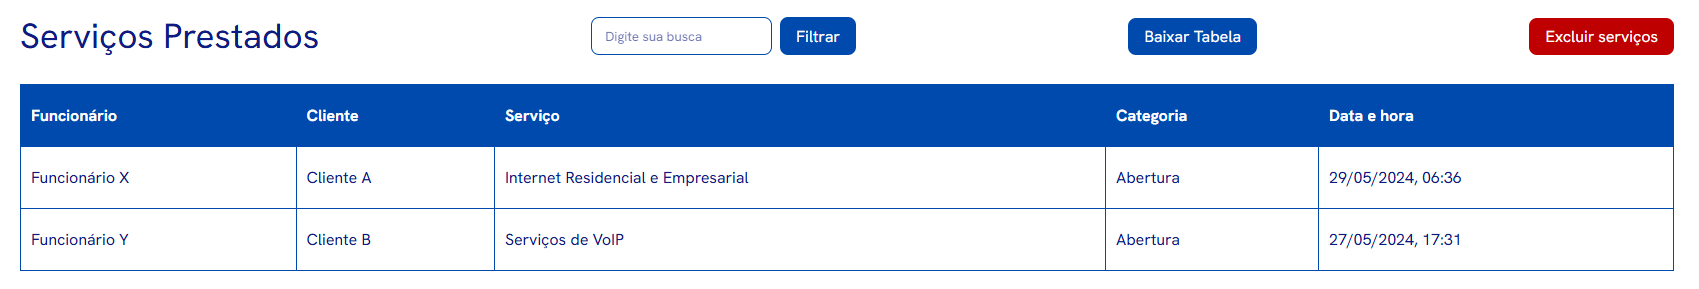 Serviços Prestados
Digite sua busca
Filtrar
Baixar Tabela
Excluir serviços
Funcionário Cliente Serviço Categoria Data e hora
Funcionário X Cliente A Internet Residencial e Empresarial Abertura 29/05/2024, 06:36
Funcionário Y Cliente B Serviços de VoIP Abertura 27/05/2024, 17:31